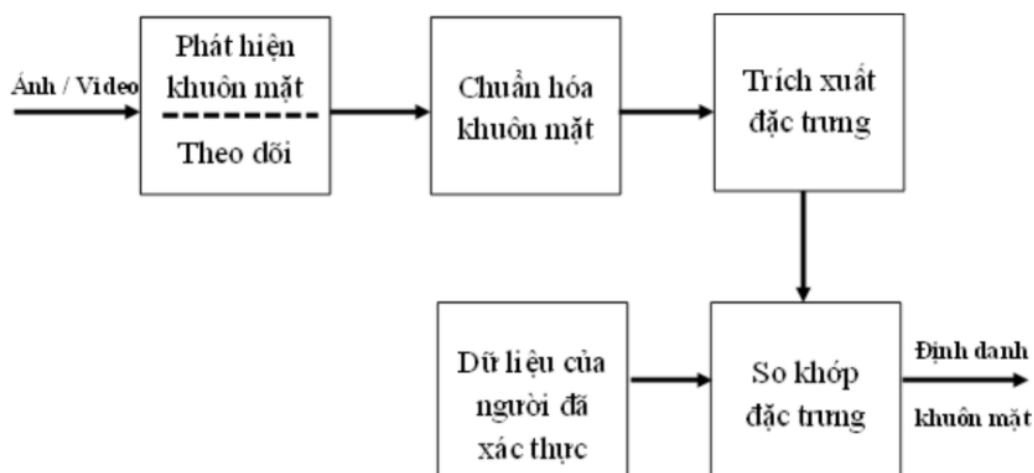 Ảnh / Video
Phát hiện
khuôn mặt
Theo dõi
Chuẩn hóa
khuôn mặt
Trích xuất
đặc trưng
Dữ liệu của
người đã
xác thực
So khớp
đặc trưng
Định danh
khuôn mặt